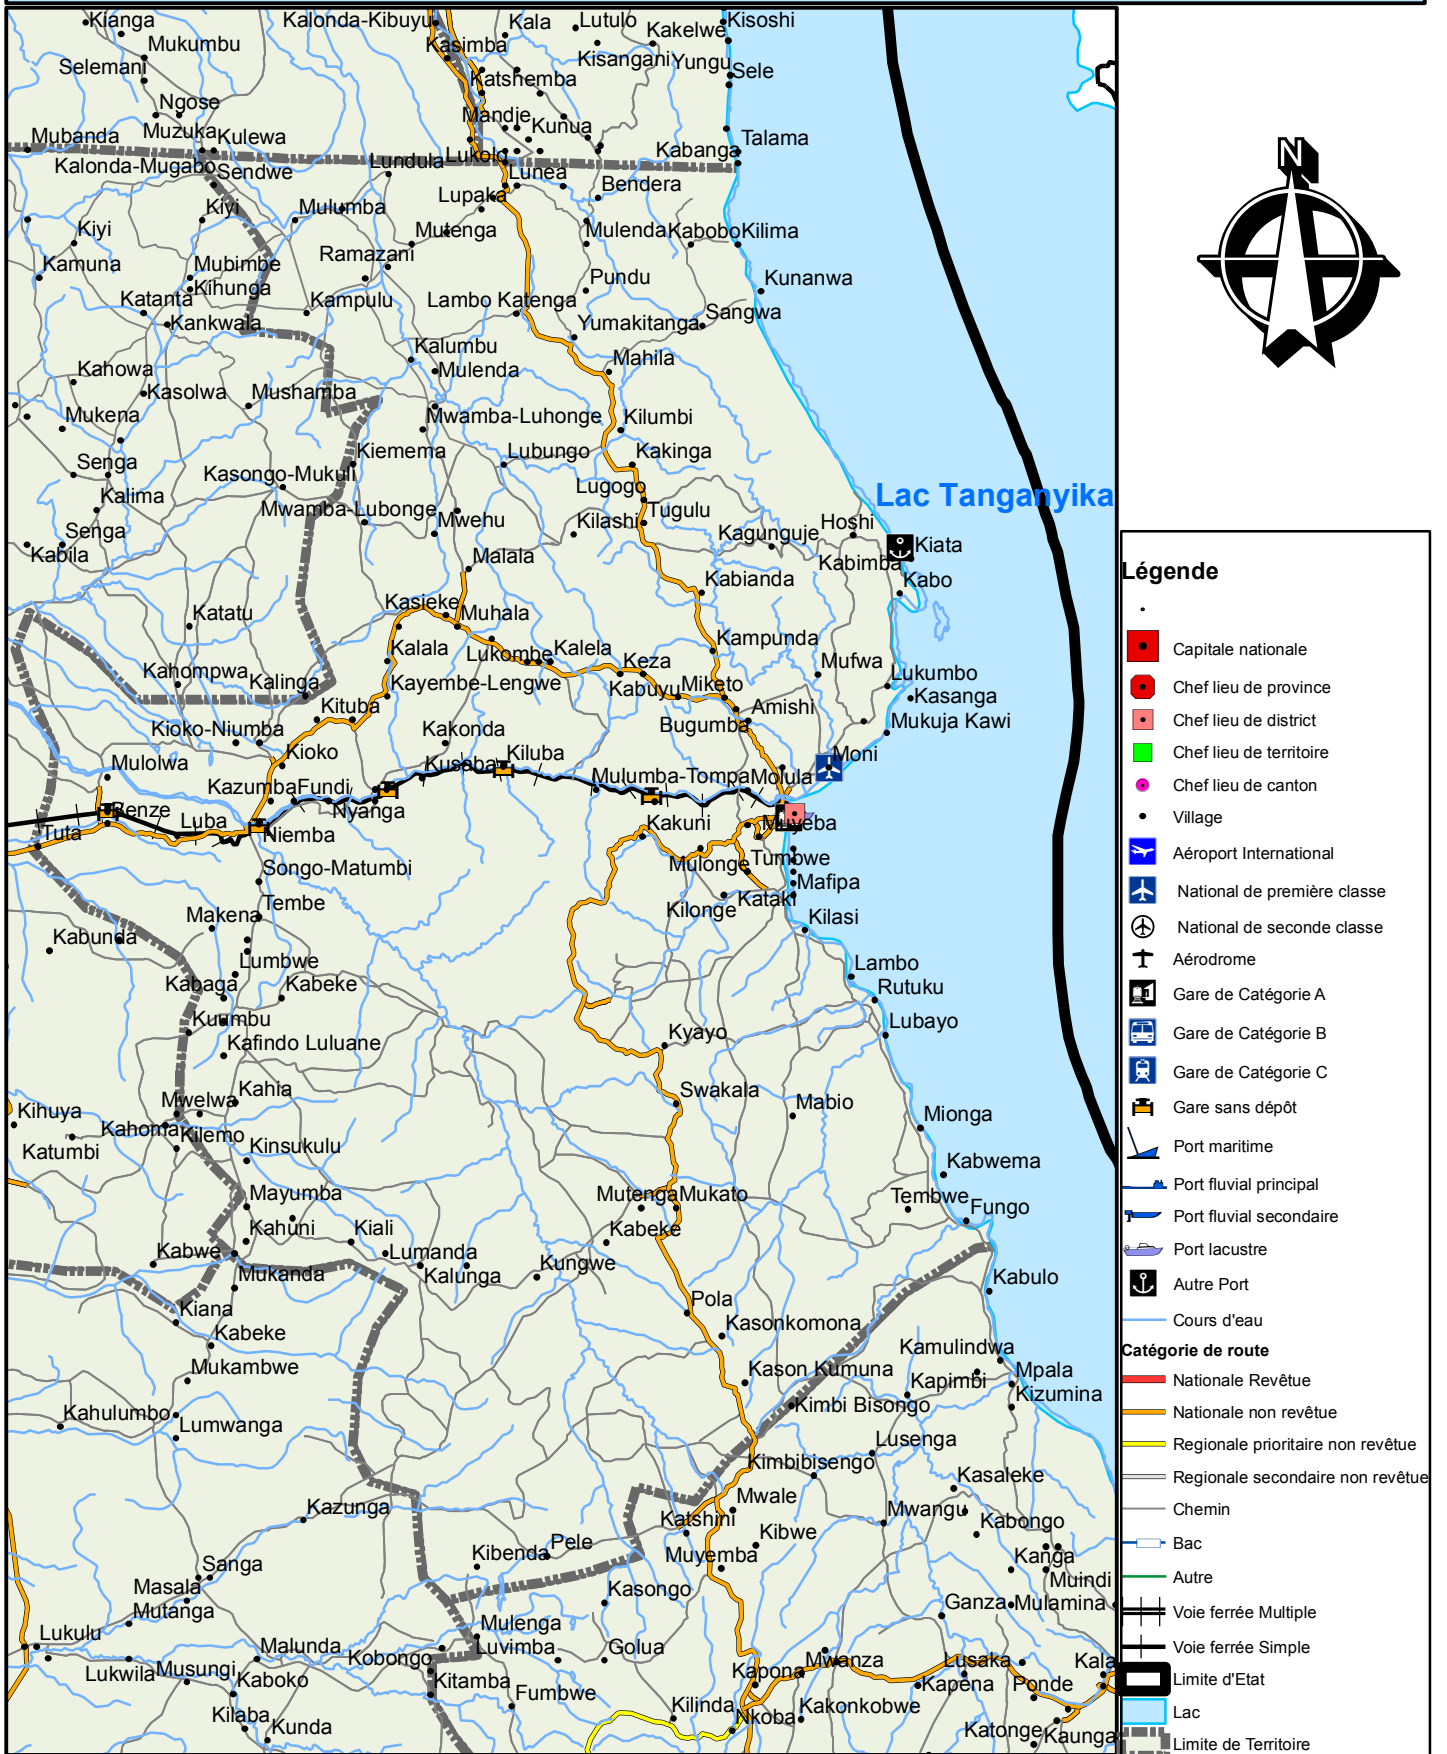 Kianga
Kalonda-Kibuyu
Kala
Lutulo
Kisoshi
Mukumbu
Kasimba
Kakelwe
Selemani
Kisangani
Yungu
Sele
Katshemba
Ngose
Mandje
Mubanda
Muzuka
Kulewa
Kunua
Talama
Kalonda-Mugabo
Sendwe
Lundula
Lukolo
Lunea
Kabanga
Bendera
Kiyi
Mulumba
Lupaka
Kiyi
Mutenga
Mulenda
Kabobo
Kilima
Kamuna
Mubimbe
Ramazani
Kihunga
Pundu
Kunanwa
Katanta
Kampulu
Lambo Katenga
Kankwala
Yumakitanga
Sangwa
Kalumbu
Mahila
Kahowa
Mulenda
Kasolwa
Mushamba
Mukena
Mwamba-Luhonge
Kilumbi
Senga
Kiemema
Lubungo
Kakinga
Kasongo-Mukuli
Kalima
Lugogo
Lac Tanganyika
Mwamba-Lubonge
Mwehu
Kilashi
Tugulu
Hoshi
Senga
Kagunguje
Kiata
Kabila
Malala
Kabimba
Kabianda
Kabo
Katatu
Kasieke
Muhala
Kampunda
Kalala
Lukombe
Kalela
Keza
Mufwa
Kahompwa
Kalinga
Kayembe-Lengwe
Kabuyu
Miketo
Lukumbo
Kasanga
Kituba
Amishi
Kioko-Niumba
Kakonda
Bugumba
Mukuja Kawi
Kioko
Kiluba
Moni
Mulolwa
Kusaba
Mulumba-Tompa
Molula
Kazumba
Fundi
Nyanga
Benze
Luba
Niemba
Kakuni
Muyeba
Tuta
Songo-Matumbi
Mulonge
Tumbwe
Mafipa
Tembe
Kilonge
Kataki
Makena
Kilasi
Kabunda
Lumbwe
Lambo
Kabaga
Kabeke
Rutuku
Kuumbu
Lubayo
Kafindo Luluane
Kyayo
Kahia
Swakala
Kihuya
Mwelwa
Mabio
Mionga
Kahoma
Kilemo
Katumbi
Kinsukulu
Kabwema
Mayumba
Mutenga
Mukato
Tembwe
Fungo
Kahuni
Kiali
Kabeke
Kabwe
Lumanda
Kungwe
Mukanda
Kalunga
Kabulo
Kiana
Pola
Kabeke
Kasonkomona
Kamulindwa
Mukambwe
Kason Kumuna
Kapimbi
Mpala
Kizumina
Kahulumbo
Kimbi Bisongo
Lumwanga
Lusenga
Kimbibisengo
Kasaleke
Kazunga
Mwale
Mwangu
Katshini
Kibwe
Kabongo
Pele
Kibenda
Muyemba
Kanga
Sanga
Muindi
Masala
Kasongo
Mutanga
Ganza
Mulamina
Lukulu
Mulenga
Malunda
Kobongo
Luvimba
Golua
Lukwila
Musungi
Kaboko
Mwanza
Lusaka
Kala
Kitamba
Kapona
Kapena
Ponde
Fumbwe
Kilinda
Kakonkobwe
Kilaba
Kunda
Nkoba
Katonge
Kaunga
N
Légende
Capitale nationale
Chef lieu de province
Chef lieu de district
Chef lieu de territoire
Chef lieu de canton
Village
Aéroport International
National de première classe
National de seconde classe
Aérodrome
Gare de Catégorie A
Gare de Catégorie B
Gare de Catégorie C
Gare sans dépôt
Port maritime
Port fluvial principal
Port fluvial secondaire
Port lacustre
Autre Port
Cours d'eau
Catégorie de route
Nationale Revêtue
Nationale non revêtue
Regionale prioritaire non revêtue
Regionale secondaire non revêtue
Chemin
Bac
Autre
Voie ferrée Multiple
Voie ferrée Simple
Limite d'Etat
Lac
Limite de Territoire